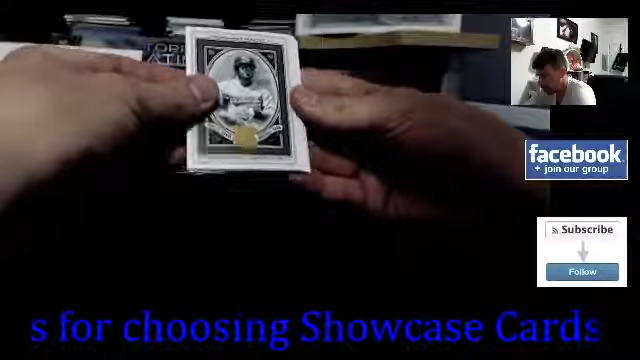 facebook
+ join our group
Subscribe
Follow
s for choosing Showcase Cards